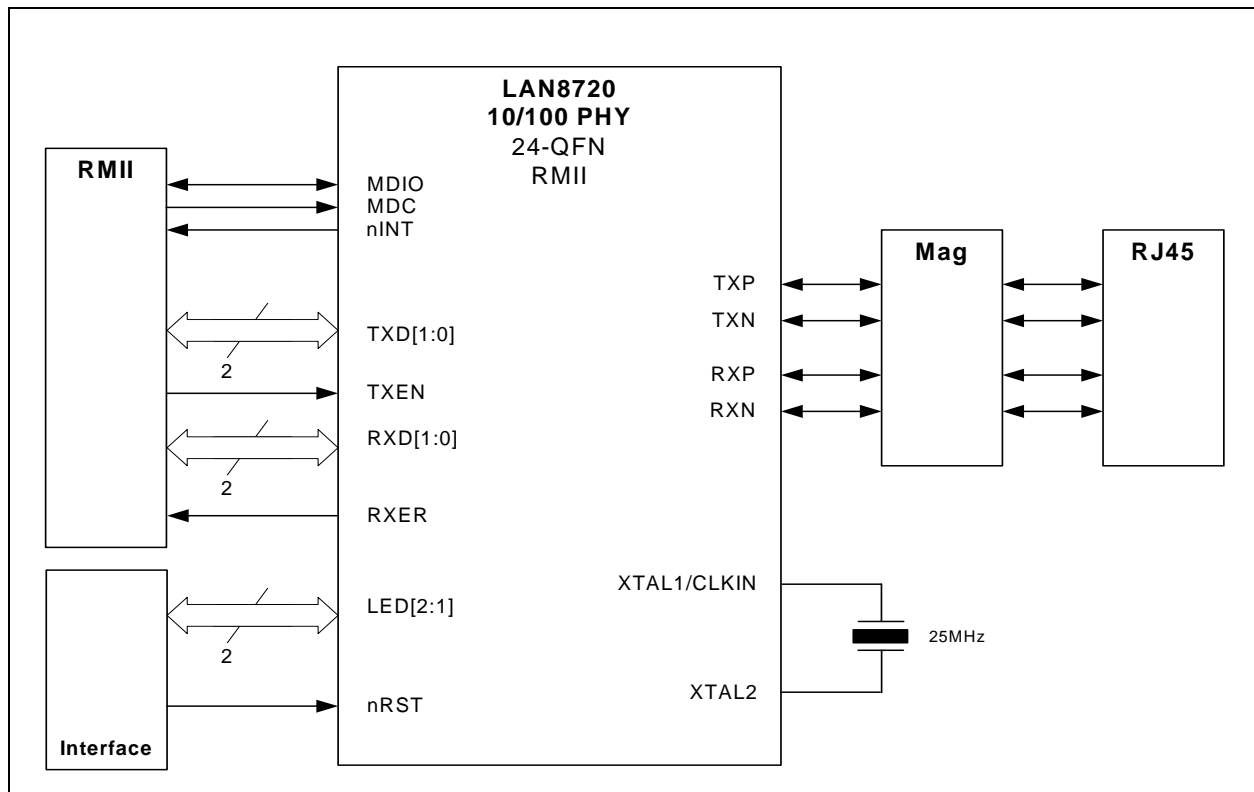 LAN8720
10/100 PHY
24-QFN
RMII
RMII
MDIO
MDC
nINT
TXD[1:0]
2
TXEN
RXD[1:0]
2
RXER
LED[2:1]
2
nRST
Interface
TXP
TXN
RXP
RXN
Mag
RJ45
XTAL1/CLKIN
25MHz
XTAL2